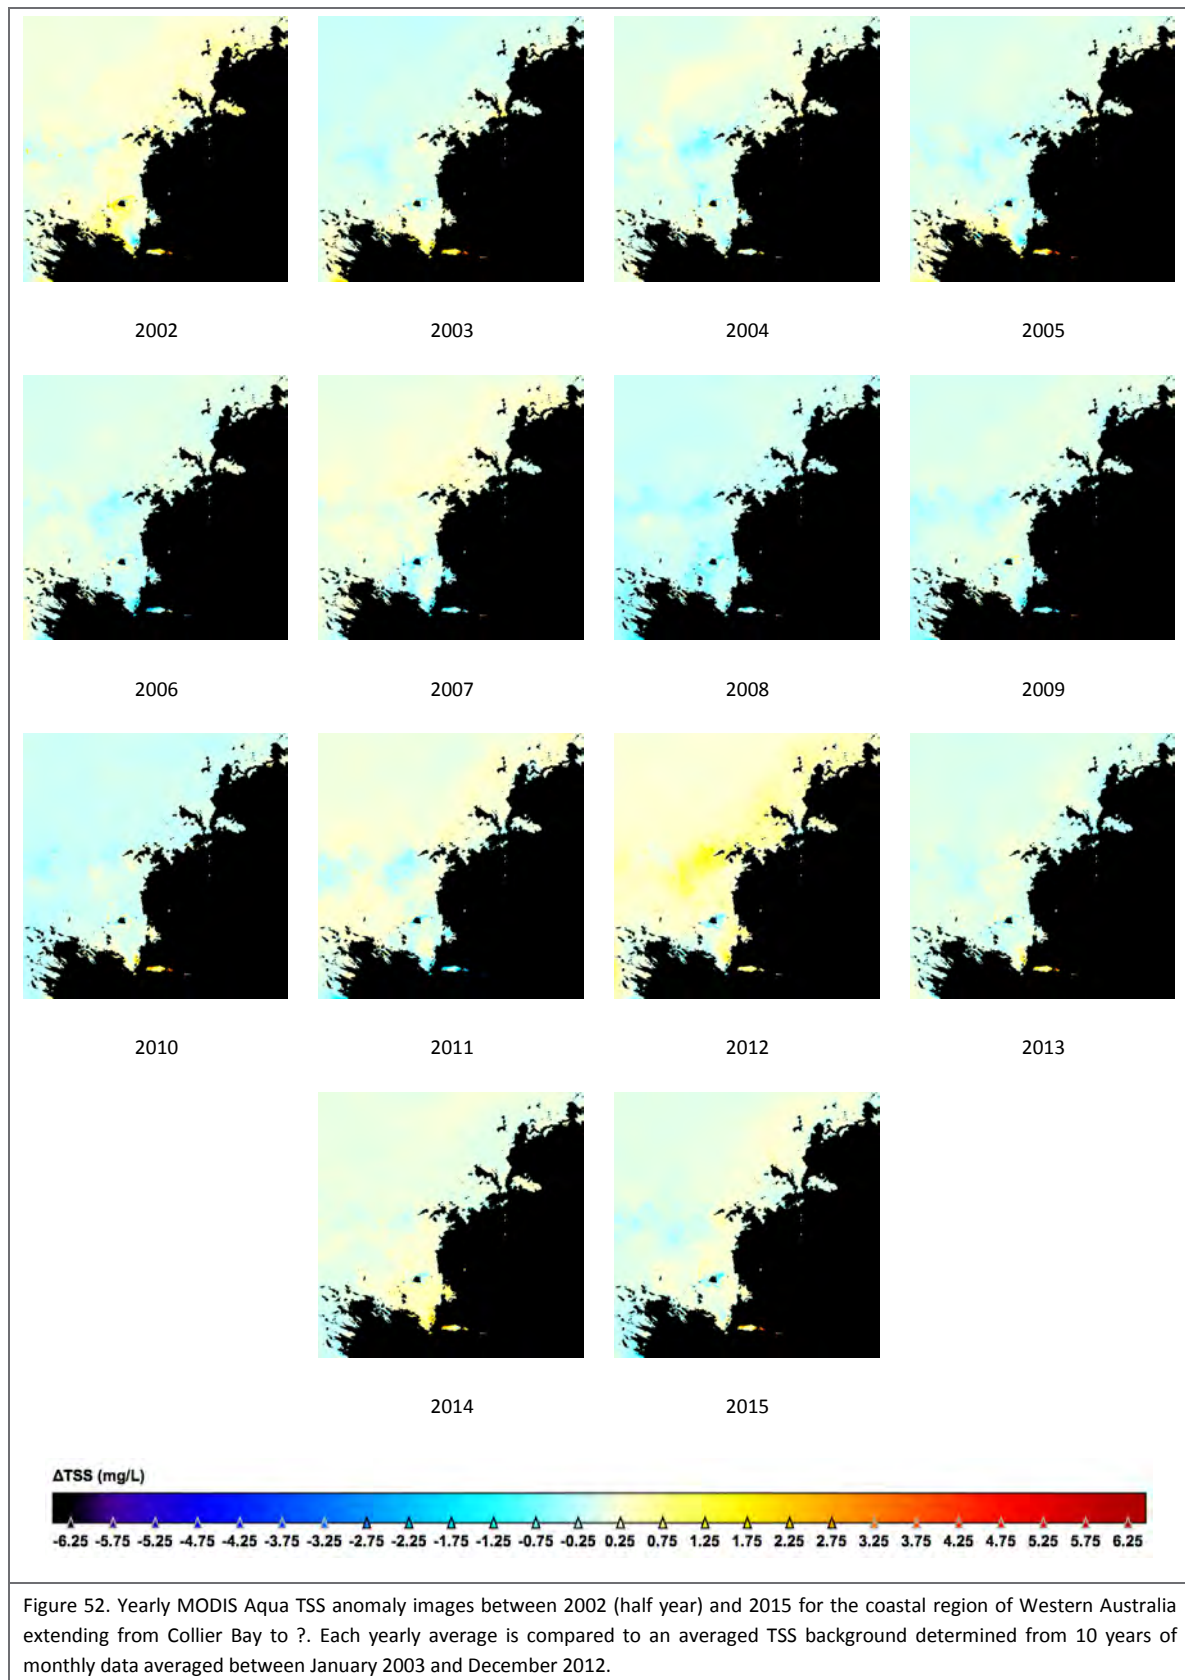 2002
2003
2004
2005
2006
2007
2008
2009
2010
2011
2012
2013
2014
2015
ΔTSS (mg/L)
-6.25 -5.75 -5.25 -4.75 -4.25 -3.75 -3.25 -2.75 -2.25 -1.75 -1.25 -0.75 -0.25 0.25 0.75 1.25 1.75 2.25 2.75 3.25 3.75 4.25 4.75 5.25 5.75 6.25
Figure 52. Yearly MODIS Aqua TSS anomaly images between 2002 (half year) and 2015 for the coastal region of Western Australia
extending from Collier Bay to ?. Each yearly average is compared to an averaged TSS background determined from 10 years of
monthly data averaged between January 2003 and December 2012.